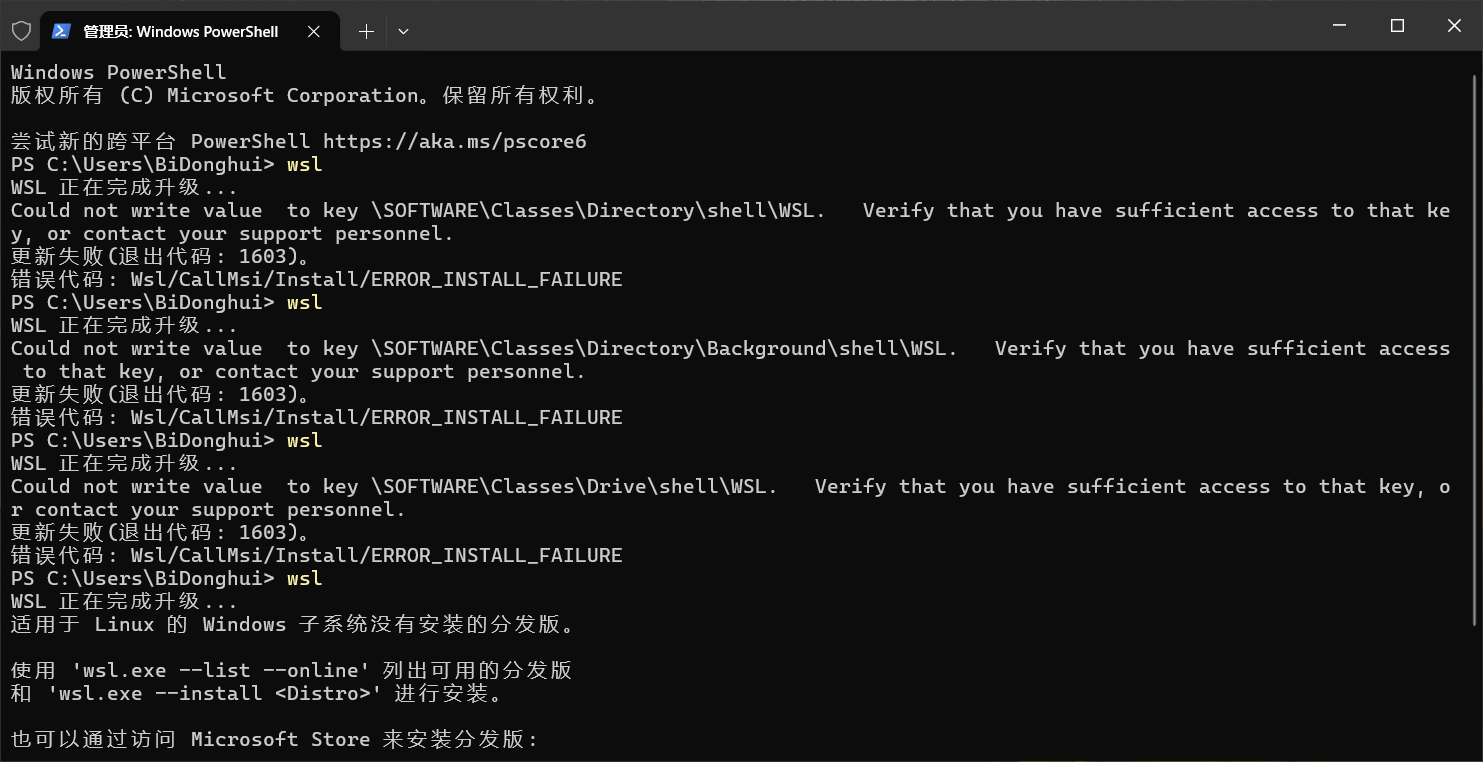 管理员: Windows PowerShell
Windows PowerShell
版权所有 (C) Microsoft Corporation。保留所有权利。
尝试新的跨平台 PowerShell https://aka.ms/pscore6
PS C:\Users\BiDonghui> wsl
WSL 正在完成升级...
Could not write value  to key \SOFTWARE\Classes\Directory\shell\WSL.   Verify that you have sufficient access to that ke
y, or contact your support personnel.
更新失败(退出代码: 1603)。
错误代码: Wsl/CallMsi/Install/ERROR_INSTALL_FAILURE
PS C:\Users\BiDonghui> wsl
WSL 正在完成升级...
Could not write value  to key \SOFTWARE\Classes\Directory\Background\shell\WSL.   Verify that you have sufficient access
 to that key, or contact your support personnel.
更新失败(退出代码: 1603)。
错误代码: Wsl/CallMsi/Install/ERROR_INSTALL_FAILURE
PS C:\Users\BiDonghui> wsl
WSL 正在完成升级...
Could not write value  to key \SOFTWARE\Classes\Drive\shell\WSL.   Verify that you have sufficient access to that key, o
r contact your support personnel.
更新失败(退出代码: 1603)。
错误代码: Wsl/CallMsi/Install/ERROR_INSTALL_FAILURE
PS C:\Users\BiDonghui> wsl
WSL 正在完成升级...
适用于 Linux 的 Windows 子系统没有安装的分发版。
使用 'wsl.exe --list --online' 列出可用的分发版
和 'wsl.exe --install <Distro>' 进行安装。
也可以通过访问 Microsoft Store 来安装分发版: